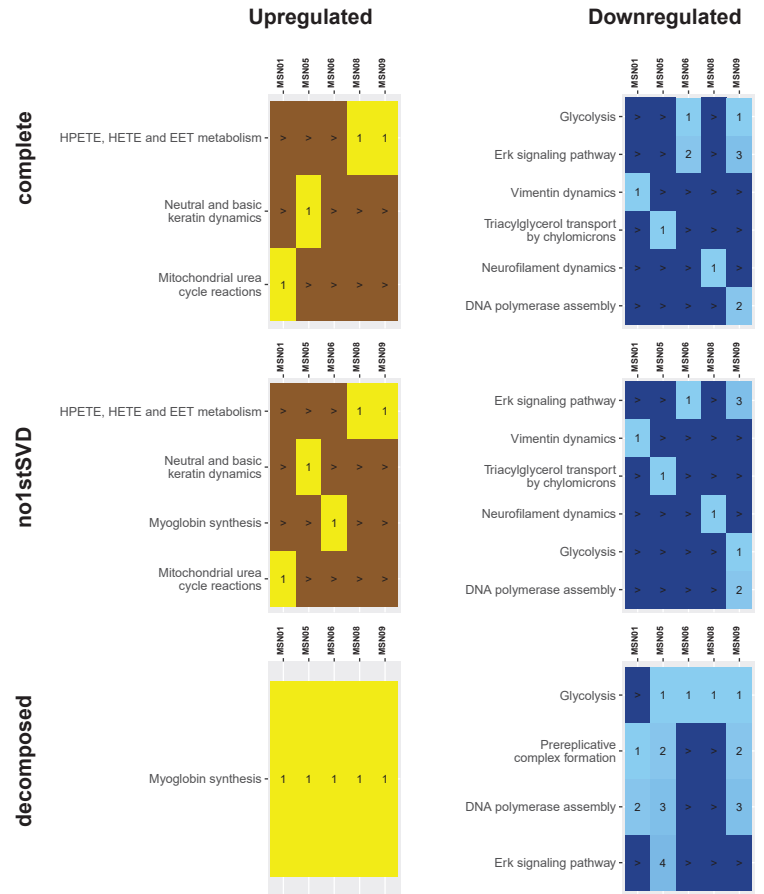 Upregulated Downregulated
complete
MSN01 MSN05 MSN06 MSN08 MSN09
HPETE, HETE and EET metabolism > > > 1 1
Neutral and basic
keratin dynamics > 1 > > >
Mitochondrial urea
cycle reactions 1 > > > >
MSN01 MSN05 MSN06 MSN08 MSN09
Glycolysis > > 1 > 1
Erk signaling pathway > > 2 > 3
Vimentin dynamics 1 > > > >
Triacylglycerol transport
by chylomicrons > 1 > > >
Neurofilament dynamics > > > 1 >
DNA polymerase assembly > > > > 2
no1stSVD
MSN01 MSN05 MSN06 MSN08 MSN09
HPETE, HETE and EET metabolism > > > 1 1
Neutral and basic
keratin dynamics > 1 > > >
Myoglobin synthesis > > 1 > >
Mitochondrial urea
cycle reactions 1 > > > >
MSN01 MSN05 MSN06 MSN08 MSN09
Erk signaling pathway > > 1 > 3
Vimentin dynamics 1 > > > >
Triacylglycerol transport
by chylomicrons > 1 > > >
Neurofilament dynamics > > > 1 >
Glycolysis > > > > 1
DNA polymerase assembly > > > > 2
decomposed
MSN01 MSN05 MSN06 MSN08 MSN09
Myoglobin synthesis 1 1 1 1 1
MSN01 MSN05 MSN06 MSN08 MSN09
Glycolysis > 1 1 1 1
Prereplicative
complex formation 1 2 > > 2
DNA polymerase assembly 2 3 > > 3
Erk signaling pathway > 4 > > >